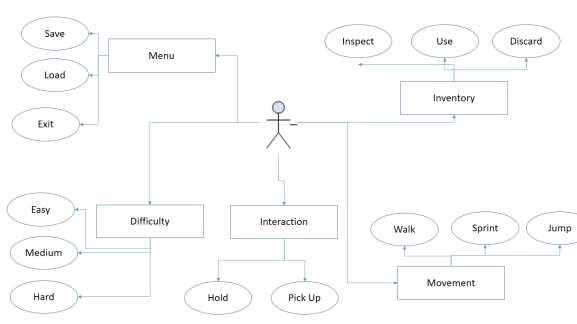 Save
Inspect
Use
Discard
Menu
Load
Inventory
Exit
Easy
Difficulty
Interaction
Walk
Sprint
Jump
Medium
Movement
Hard
Hold
Pick Up